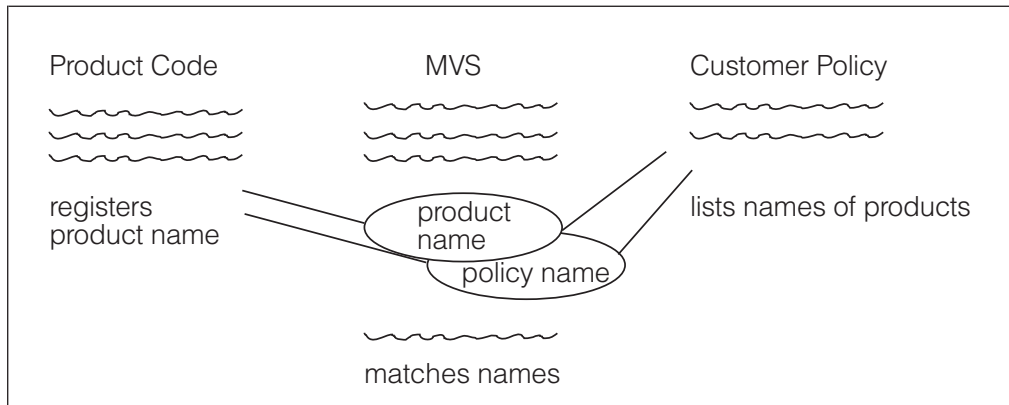 Product Code
MVS
Customer Policy
registers
product name
product
name
policy name
lists names of products
matches names